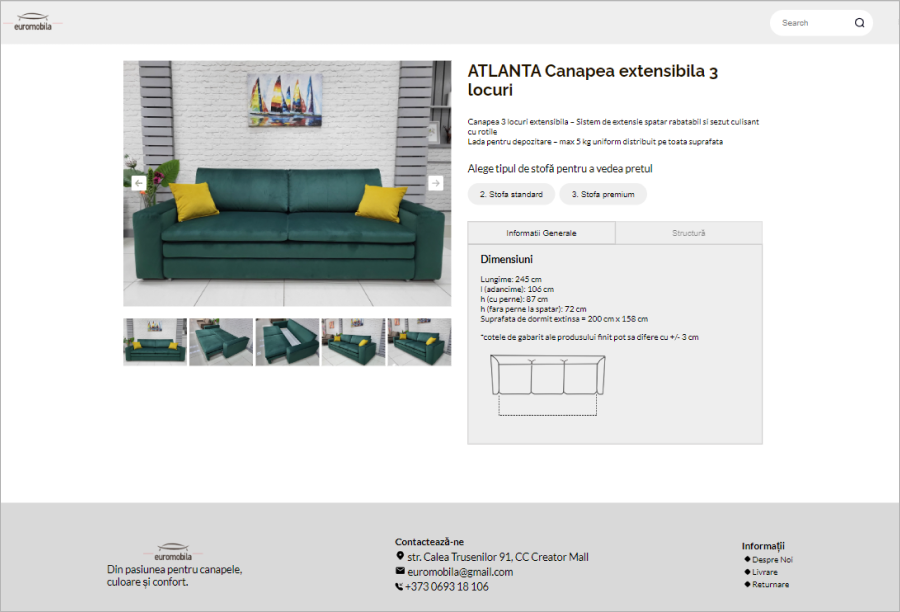 euromobila
Search
ATLANTA Canapea extensibila 3
locuri
Canapea 3 locuri extensibila – Sistem de extensie spatar rabatabil si sezut culisant
cu rotile
Lada pentru depozitare – max 5 kg uniform distribuit pe toata suprafata
Alege tipul de stofă pentru a vedea pretul
2. Stofa standard
3. Stofa premium
Informatii Generale
Structură
Dimensiuni
Lungime: 245 cm
l (adancime): 106 cm
h (cu perne): 87 cm
h (fara perne la spatar): 72 cm
Suprafata de dormit extinsa = 200 cm x 158 cm
*cotele de gabarit ale produsului finit pot sa difere cu +/- 3 cm
euromobila
Din pasiunea pentru canapele,
culoare și confort.
Contactează-ne
str. Calea Trusenilor 91, CC Creator Mall
euromobila@gmail.com
+373 0693 18 106
Informații
Despre Noi
Livrare
Returnare